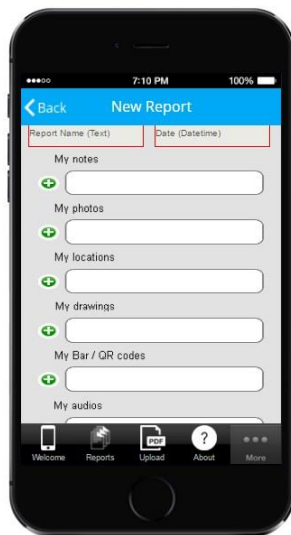 7:10 PM 100%
Back New Report
Report Name (Text) Date (Datetime)
My notes
My photos
My locations
My drawings
My Bar / QR codes
My audios
PDF ?
Welcome Reports Upload About More